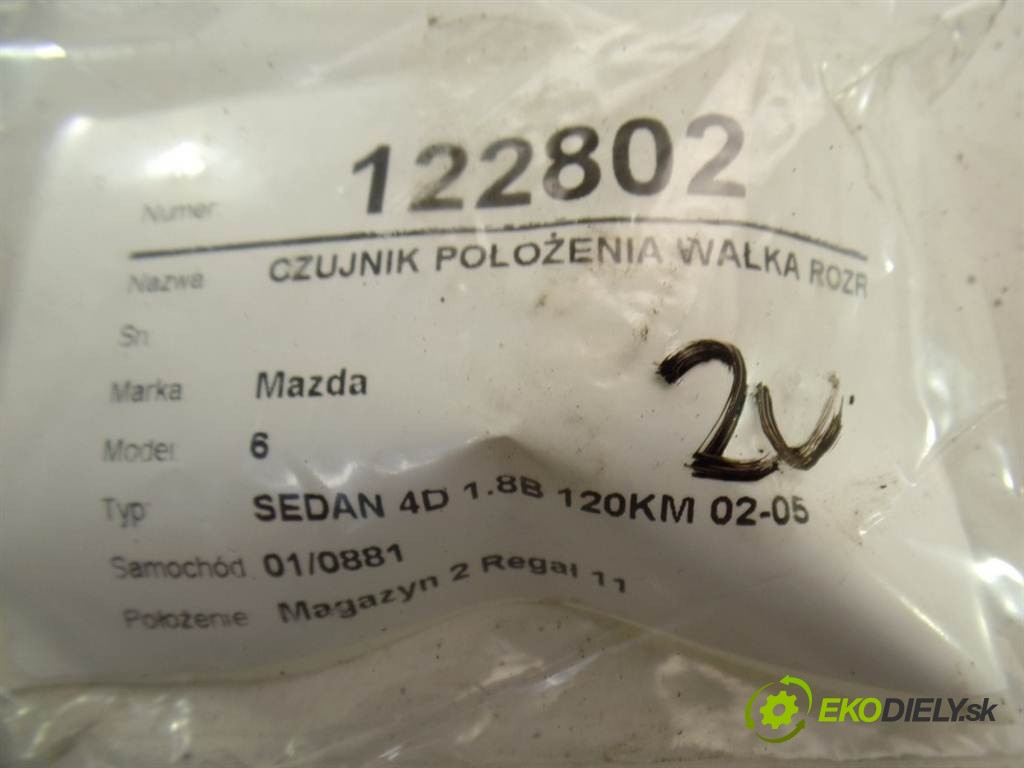 Numer 122802
Nazwa CZUJNIK POŁOŻENIA WAŁKA ROZR
Sn
Marka Mazda
Model 6
Typ SEDAN 4D 1.8B 120KM 02-05
Samochód 01/0881
Położenie Magazyn 2 Regał 11
EKODIELY.sk